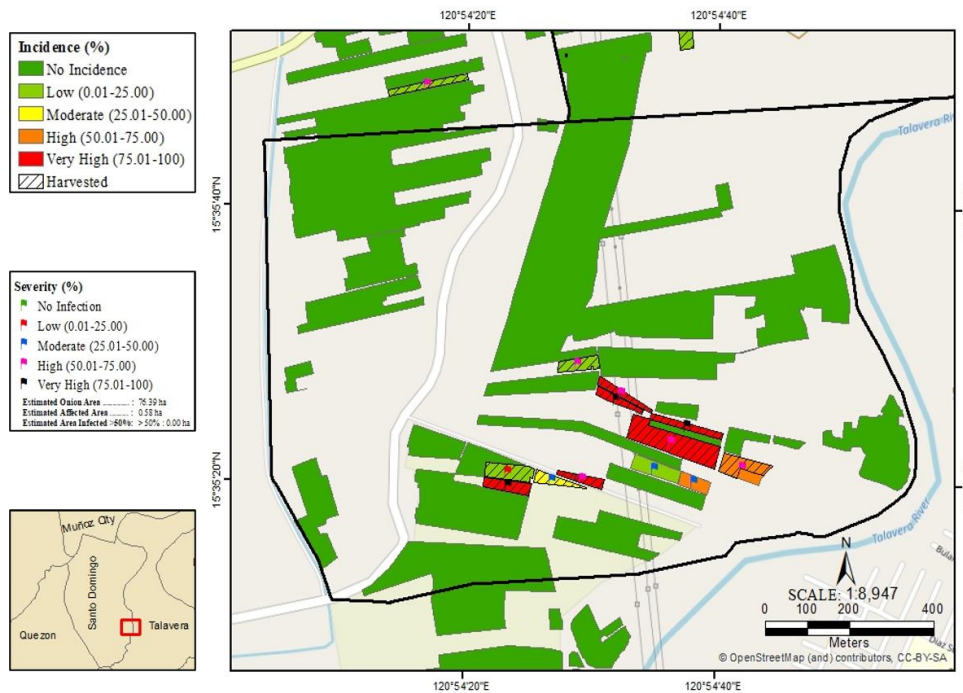 120°54'20"E
120°54'40"E
Incidence (%)
No Incidence
Low (0.01-25.00)
Moderate (25.01-50.00)
High (50.01-75.00)
Very High (75.01-100)
Harvested
Talavera Ri
15°35'40"N
Severity (%)
No Infection
Low (0.01-25.00)
Moderate (25.01-50.00)
High (50.01-75.00)
Very High (75.01-100)
Estimated Onion Area ............... : 76.39 ha
Estimated Affected Area ........... : 0.58 ha
Estimated Area Infected >50%: >50% : 0.00 ha
15°35'20"N
Talavera River
Muñoz City
Santo Domingo
Quezon
Talavera
N
SCALE: 1:8,947
0 100 200 400
Meters
Bular
Diaz S
© OpenStreetMap (and) contributors, CC-BY-SA
120°54'20"E
120°54'40"E